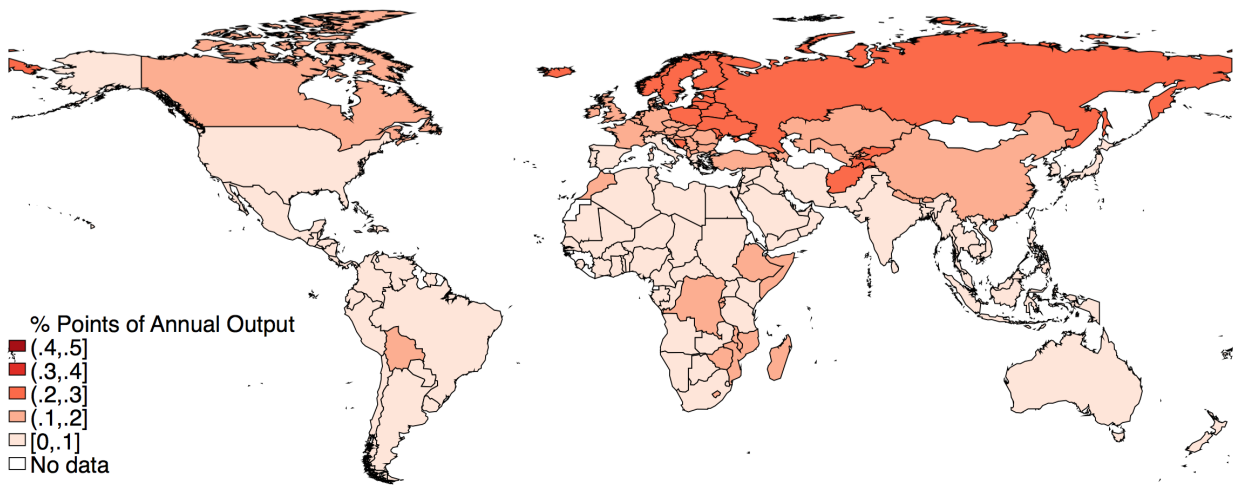 % Points of Annual Output
(.4,.5]
(.3,.4]
(.2,.3]
(.1,.2]
[0,.1]
No data